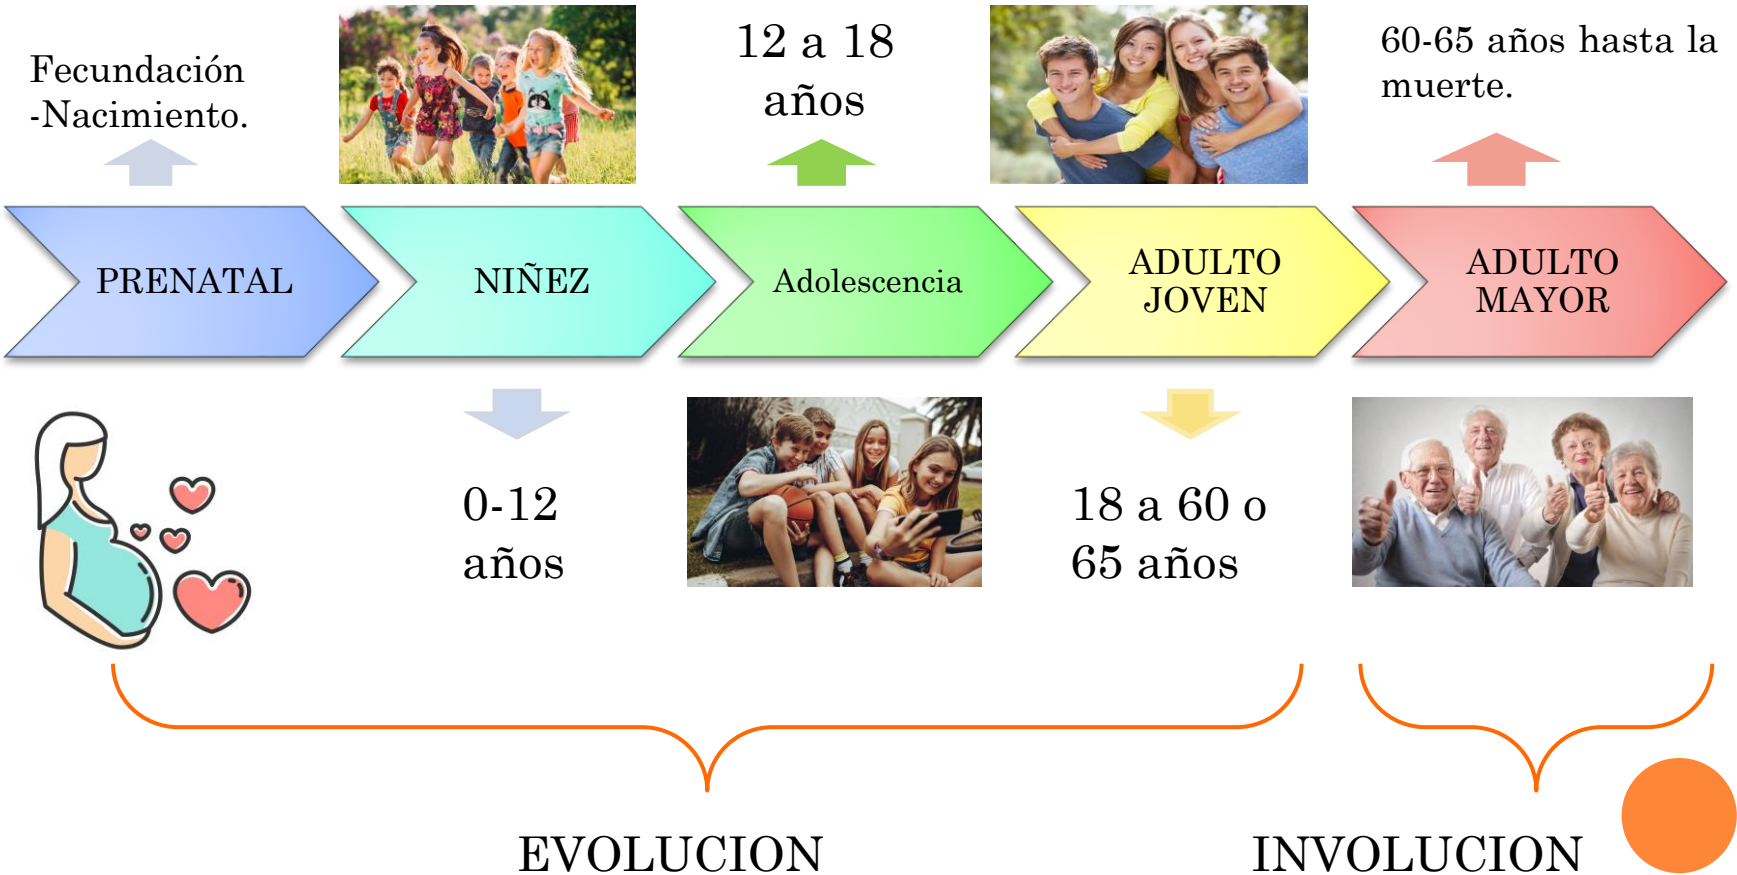 Fecundación
-Nacimiento.
12 a 18
años
60-65 años hasta la
muerte.
PRENATAL
NIÑEZ
Adolescencia
ADULTO
JOVEN
ADULTO
MAYOR
0-12
años
18 a 60 o
65 años
EVOLUCION
INVOLUCION